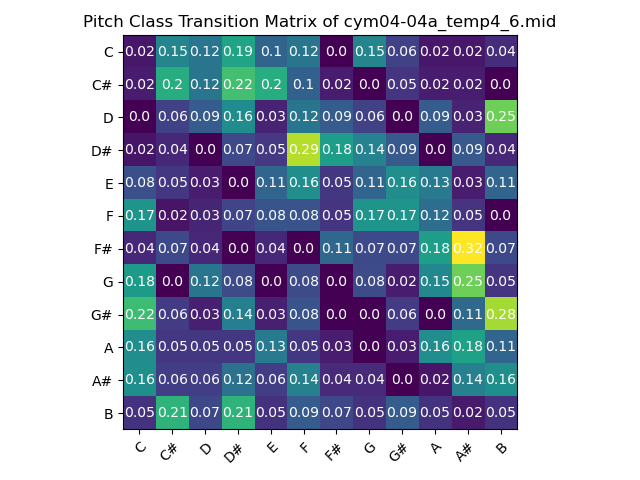 Pitch Class Transition Matrix of cym04-04a_temp4_6.mid
C 0.02 0.15 0.12 0.19 0.1 0.12 0.0 0.15 0.06 0.02 0.02 0.04
C# 0.02 0.2 0.12 0.22 0.2 0.1 0.02 0.0 0.05 0.02 0.02 0.0
D 0.0 0.06 0.09 0.16 0.03 0.12 0.09 0.06 0.0 0.09 0.03 0.25
D# 0.02 0.04 0.0 0.07 0.05 0.29 0.18 0.14 0.09 0.0 0.09 0.04
E 0.08 0.05 0.03 0.0 0.11 0.16 0.05 0.11 0.16 0.13 0.03 0.11
F 0.17 0.02 0.03 0.07 0.08 0.08 0.05 0.17 0.17 0.12 0.05 0.0
F# 0.04 0.07 0.04 0.0 0.04 0.0 0.11 0.07 0.07 0.18 0.32 0.07
G 0.18 0.0 0.12 0.08 0.0 0.08 0.0 0.08 0.02 0.15 0.25 0.05
G# 0.22 0.06 0.03 0.14 0.03 0.08 0.0 0.0 0.06 0.0 0.11 0.28
A 0.16 0.05 0.05 0.05 0.13 0.05 0.03 0.0 0.03 0.16 0.18 0.11
A# 0.16 0.06 0.06 0.12 0.06 0.14 0.04 0.04 0.0 0.02 0.14 0.16
B 0.05 0.21 0.07 0.21 0.05 0.09 0.07 0.05 0.09 0.05 0.02 0.05
C C# D D# E F F# G G# A A# B